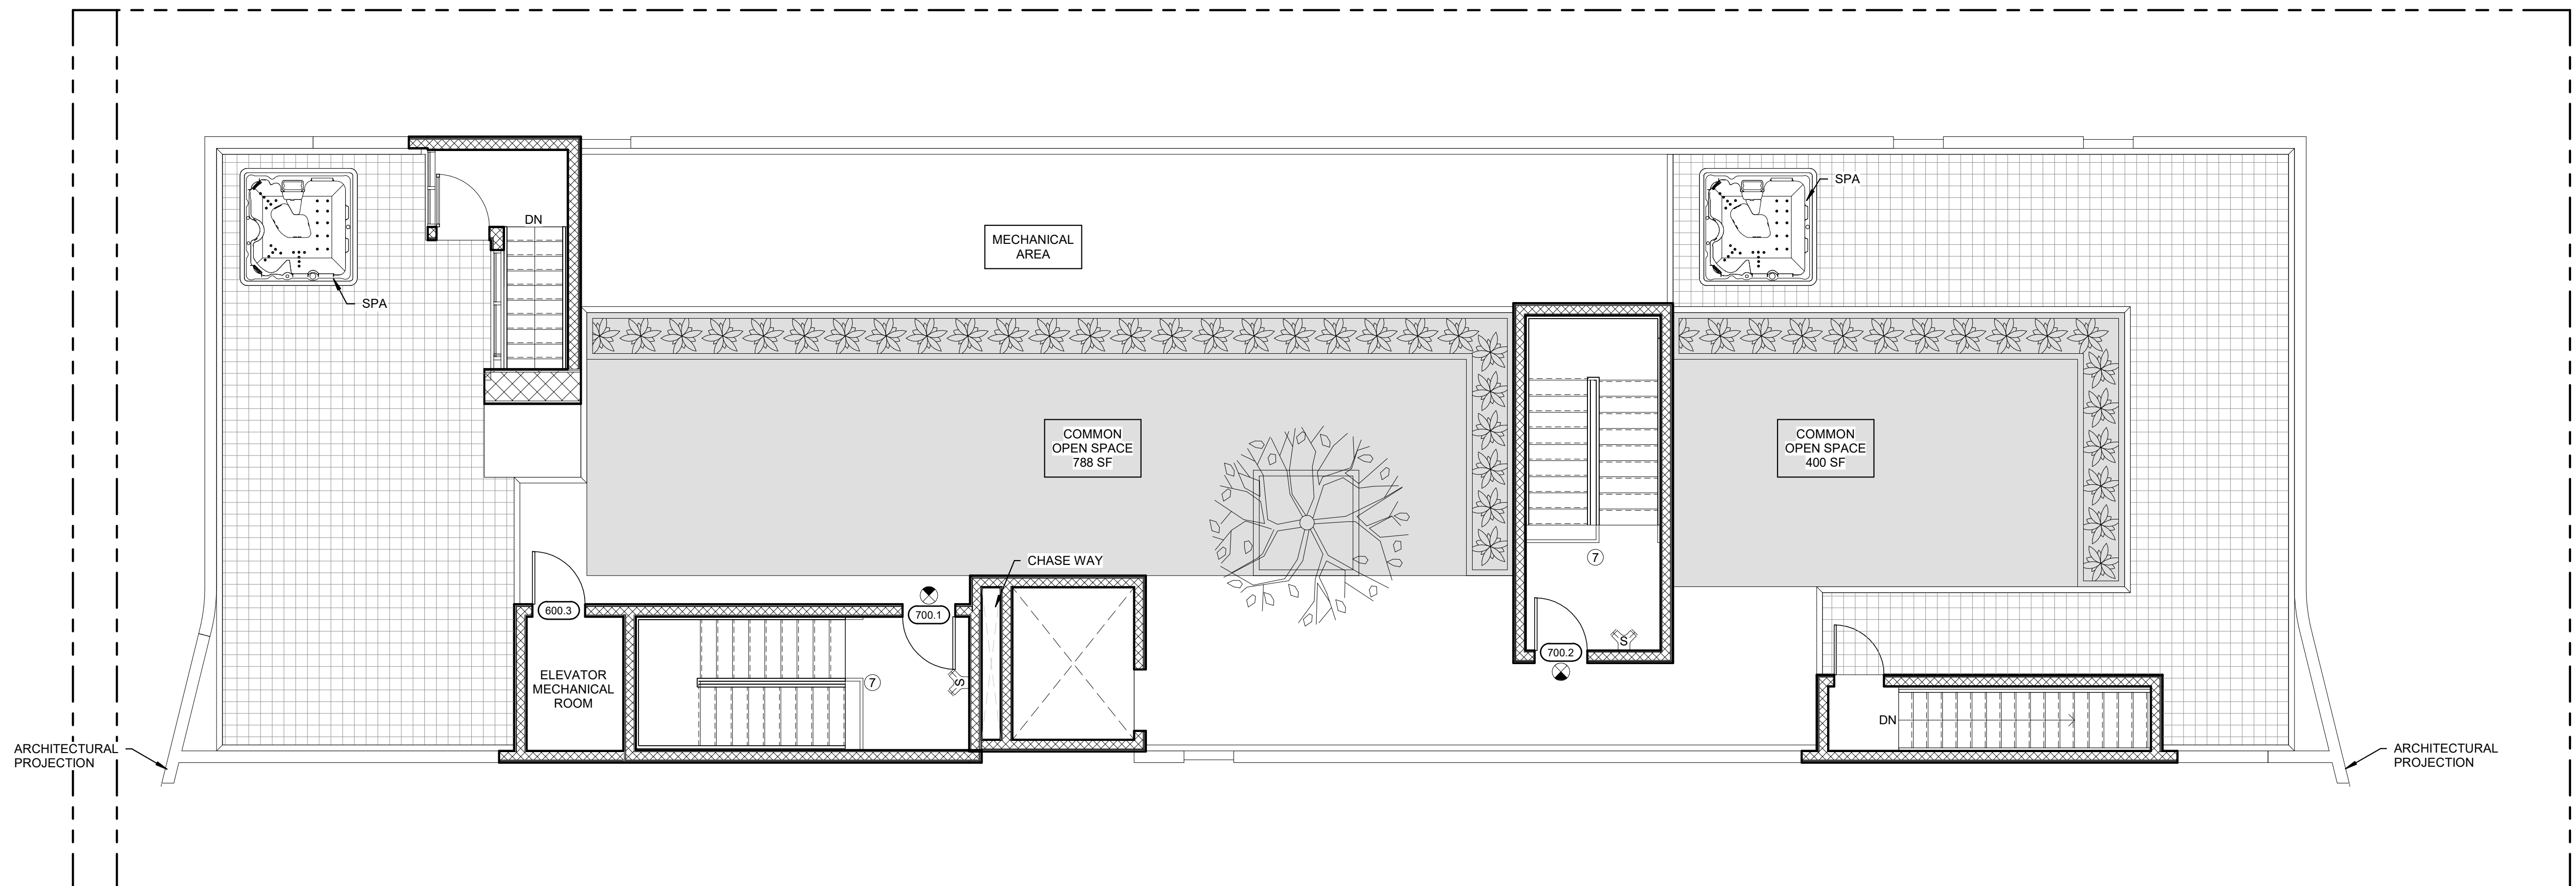 SPA
DN
MECHANICAL
AREA
SPA
COMMON
OPEN SPACE
788 SF
COMMON
OPEN SPACE
400 SF
CHASE WAY
7
600.3
700.1
S
700.2
ELEVATOR
MECHANICAL
ROOM
7
S
DN
ARCHITECTURAL
PROJECTION
ARCHITECTURAL
PROJECTION